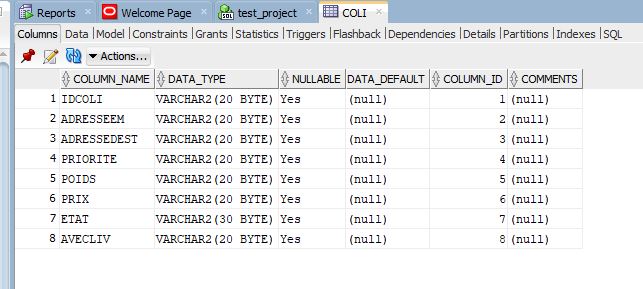 Reports Welcome Page test_project COLI
Columns Data Model Constraints Grants Statistics Triggers Flashback Dependencies Details Partitions Indexes SQL
Actions...
COLUMN_NAME DATA_TYPE NULLABLE DATA_DEFAULT COLUMN_ID COMMENTS
1 IDCOLI VARCHAR2(20 BYTE) Yes (null) 1 (null)
2 ADRESSEEM VARCHAR2(20 BYTE) Yes (null) 2 (null)
3 ADRESSEDEST VARCHAR2(20 BYTE) Yes (null) 3 (null)
4 PRIORITE VARCHAR2(20 BYTE) Yes (null) 4 (null)
5 POIDS VARCHAR2(20 BYTE) Yes (null) 5 (null)
6 PRIX VARCHAR2(20 BYTE) Yes (null) 6 (null)
7 ETAT VARCHAR2(30 BYTE) Yes (null) 7 (null)
8 AVECLIV VARCHAR2(20 BYTE) Yes (null) 8 (null)